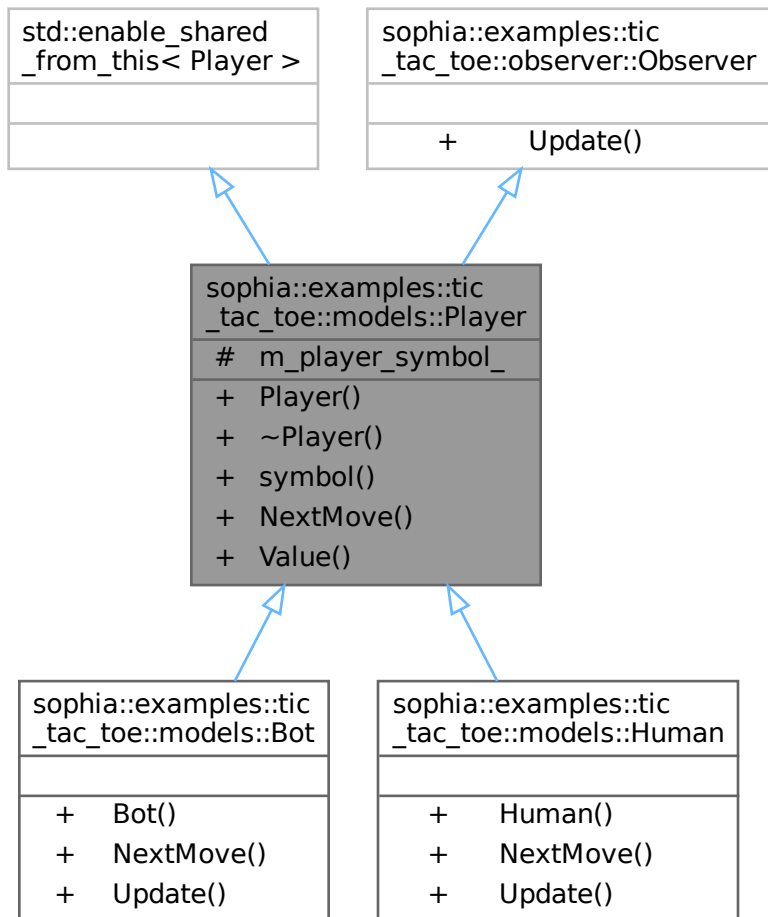 std::enable_shared
_from_this< Player >
sophia::examples::tic
_tac_toe::observer::Observer
+ Update()
sophia::examples::tic
_tac_toe::models::Player
# m_player_symbol_
+ Player()
+ ~Player()
+ symbol()
+ NextMove()
+ Value()
sophia::examples::tic
_tac_toe::models::Bot
+ Bot()
+ NextMove()
+ Update()
sophia::examples::tic
_tac_toe::models::Human
+ Human()
+ NextMove()
+ Update()